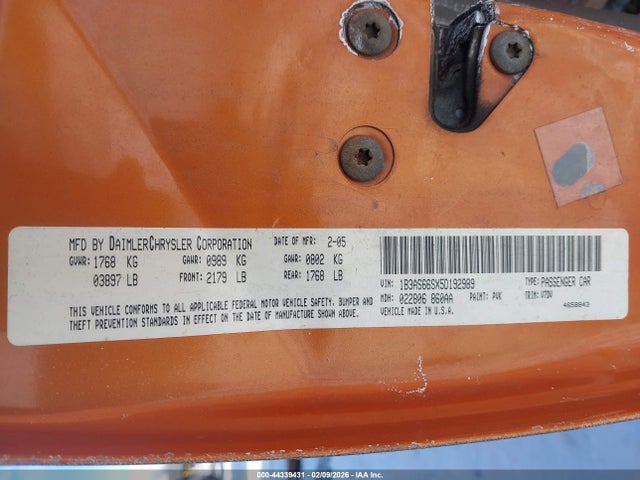 MFD BY DAIMLERCHRYSLER CORPORATION DATE OF MFR: 2-05
GVWR: 1768 KG GAWR: 0989 KG GAWR: 0802 KG
03897 LB FRONT: 2179 LB REAR: 1768 LB
THIS VEHICLE CONFORMS TO ALL APPLICABLE FEDERAL MOTOR VEHICLE SAFETY, BUMPER AND
THEFT PREVENTION STANDARDS IN EFFECT ON THE DATE OF MANUFACTURE SHOWN ABOVE.
VIN: 1B3AS66SX5D192989 TYPE: PASSENGER CAR
MDH: 022806 860AA PAINT: PVK TRIM: VTDV
VEHICLE MADE IN U.S.A. 4658843
000-44339431 - 02/09/2026 - IAA Inc.